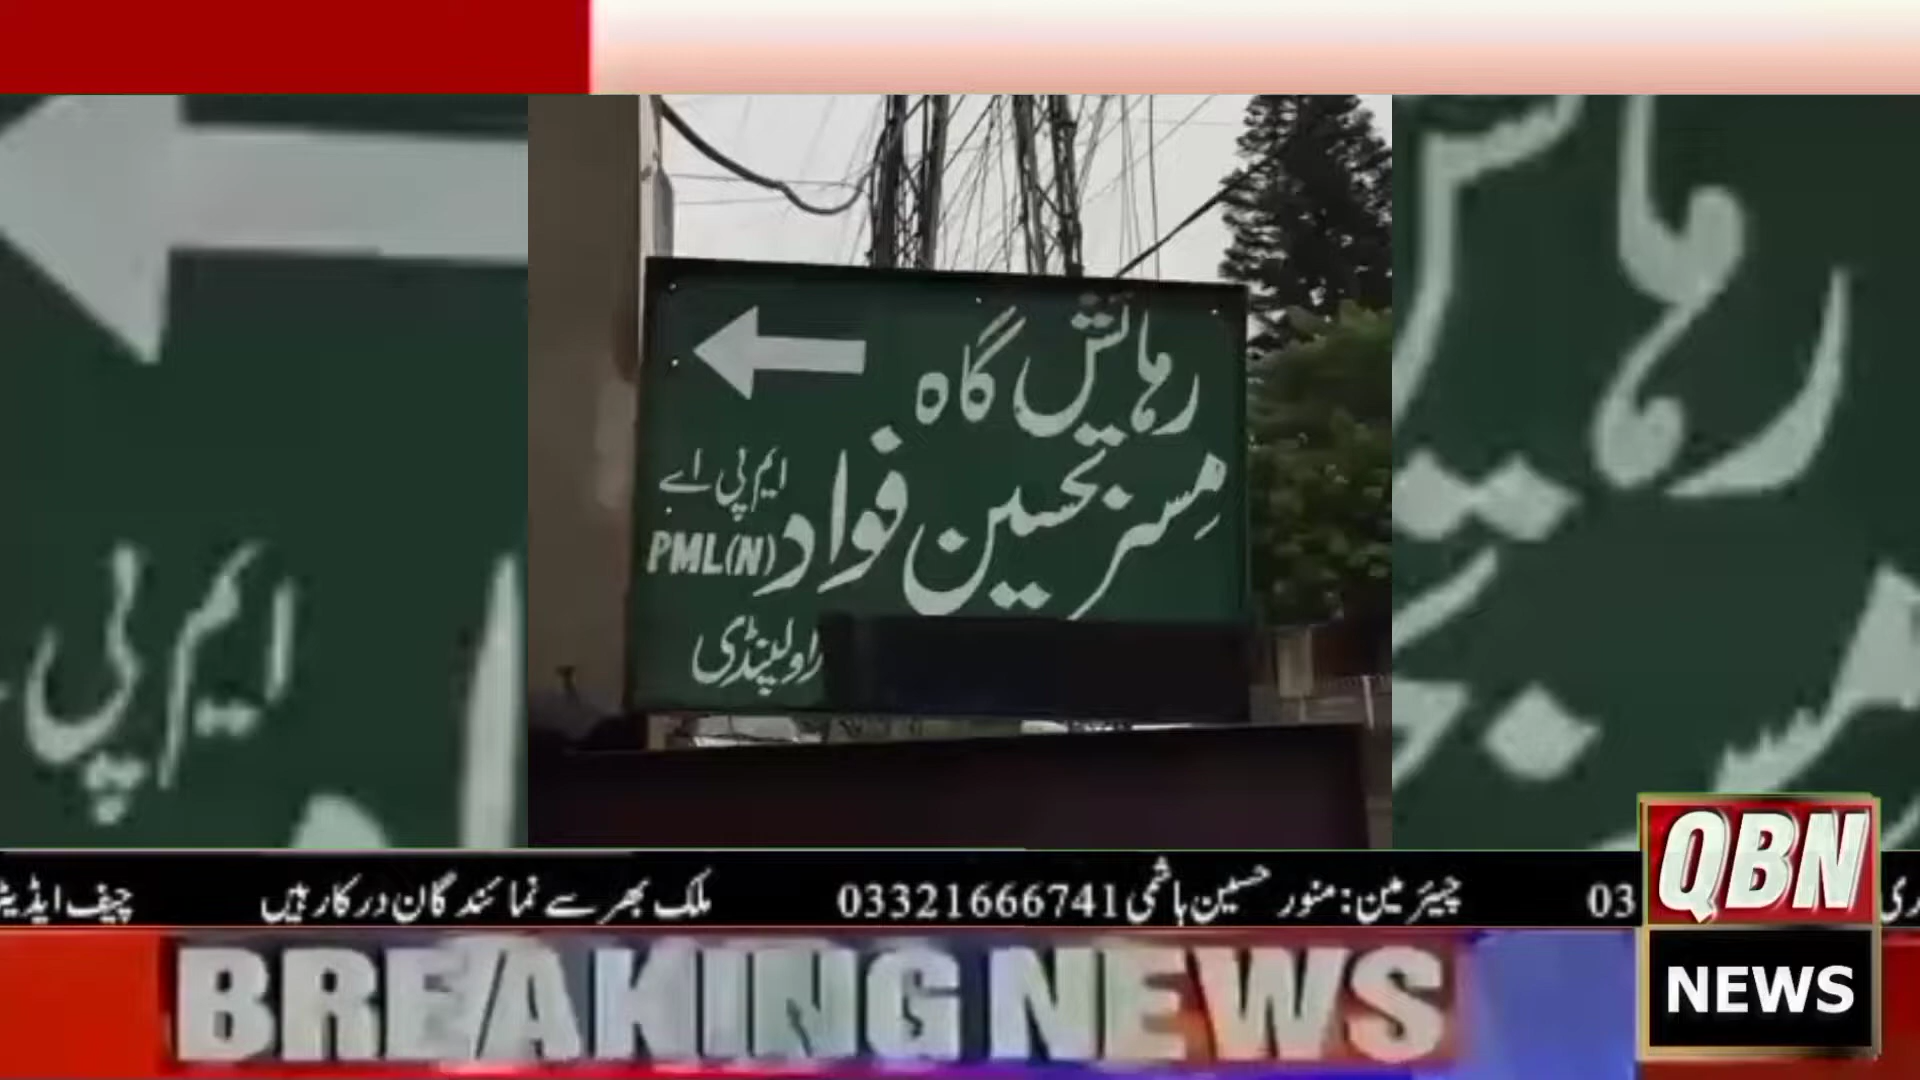 رہائش گاہ
مسز تحسین فواد
ایم پی اے
PML(N)
راولپنڈی
چیئرمین: منور حسین ہاشمی 03321666741 ملک بھر سے نمائندگان درکار ہیں چیف
03
QBN
NEWS
BREAKING NEWS